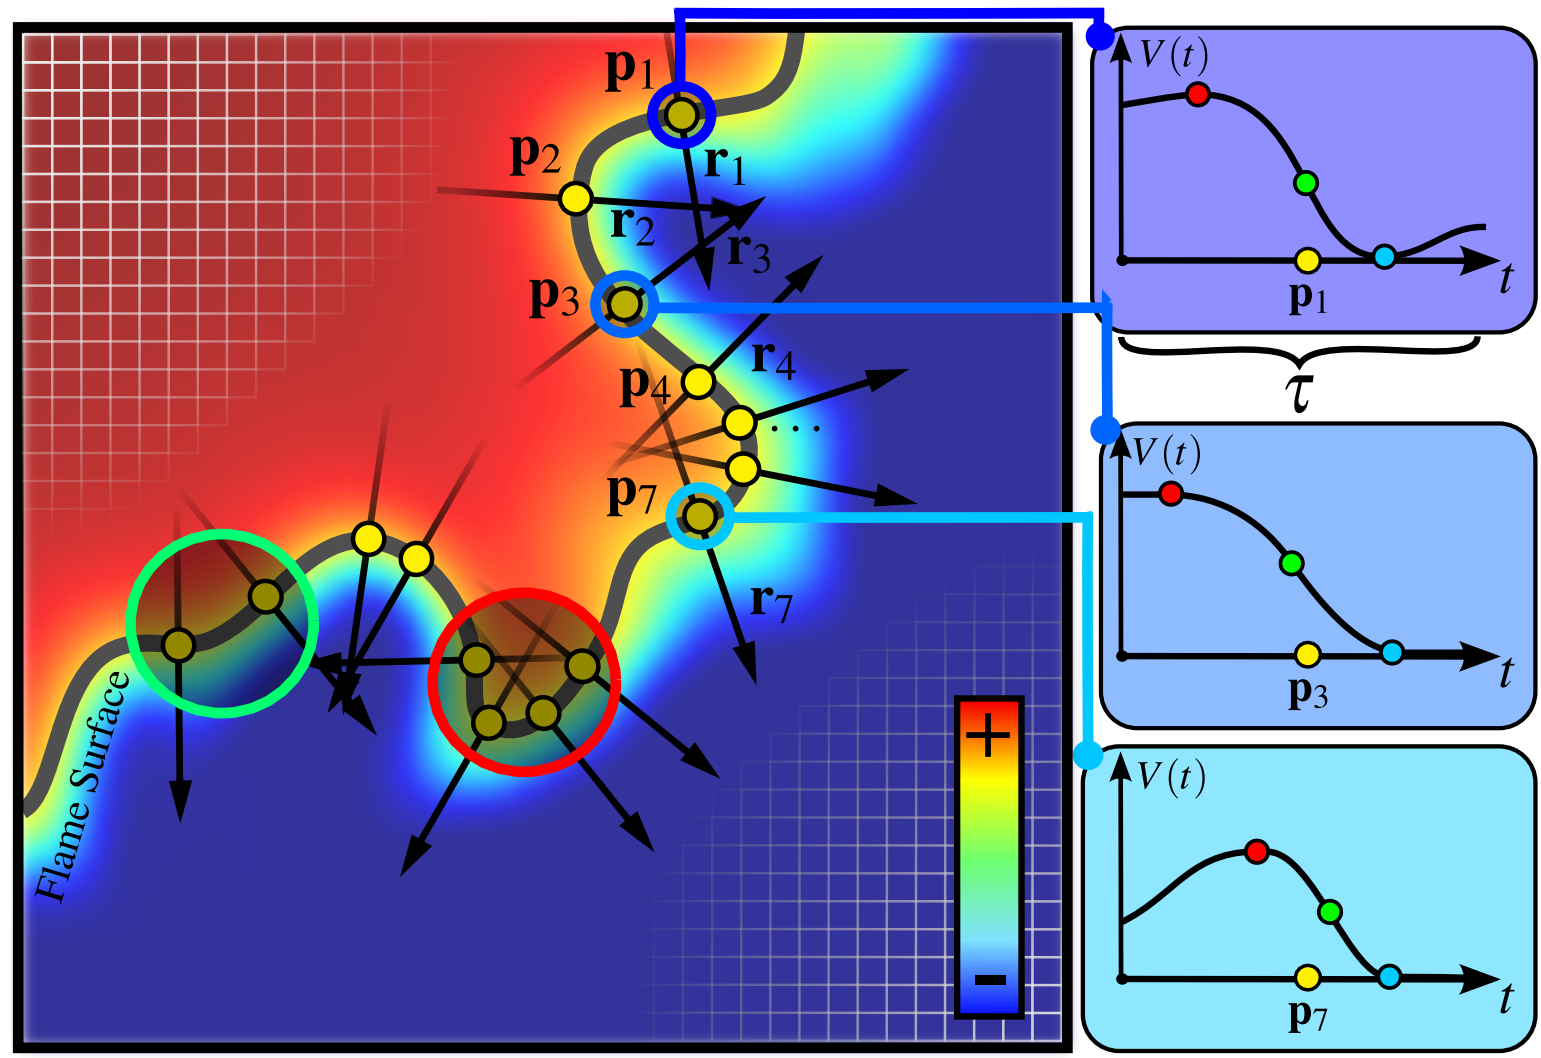 p1
r1
p2
r2
r3
p3
r4
p4
...
p7
r7
Flame Surface
+
-
V(t)
t
p1
τ
V(t)
t
p3
V(t)
t
p7